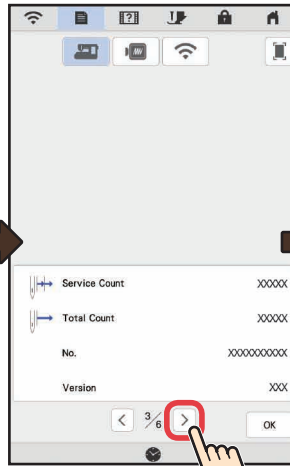 Service Count XXXXX
Total Count XXXXX
No. XXXXXXXXXX
Version XXX
3/6
OK